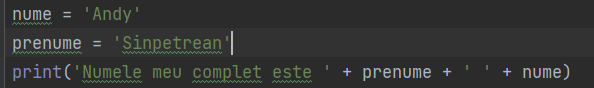 nume = 'Andy'
prenume = 'Sinpetrean'
print('Numele meu complet este ' + prenume + ' ' + nume)